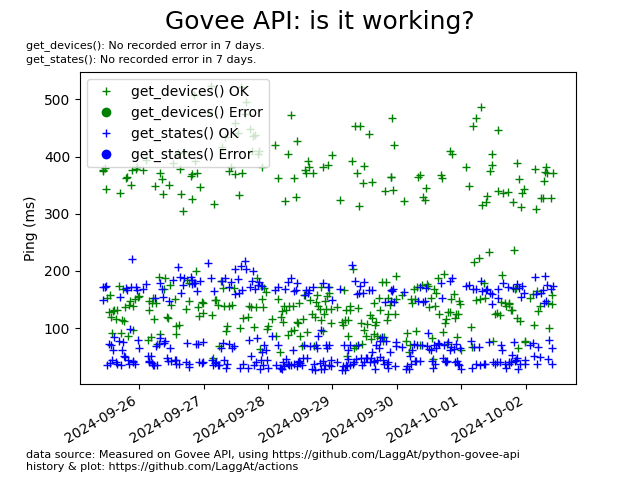 Govee API: is it working?
get_devices(): No recorded error in 7 days.
get_states(): No recorded error in 7 days.
get_devices() OK
get_devices() Error
get_states() OK
get_states() Error
Ping (ms)
500
400
300
200
100
2024-09-26
2024-09-27
2024-09-28
2024-09-29
2024-09-30
2024-10-01
2024-10-02
data source: Measured on Govee API, using https://github.com/LaggAt/python-govee-api
history & plot: https://github.com/LaggAt/actions